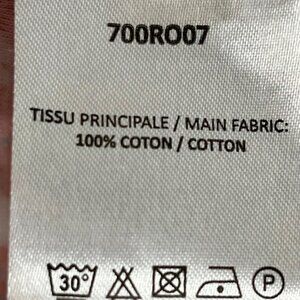 700RO07
TISSU PRINCIPALE / MAIN FABRIC:
100% COTON / COTTON
30° P